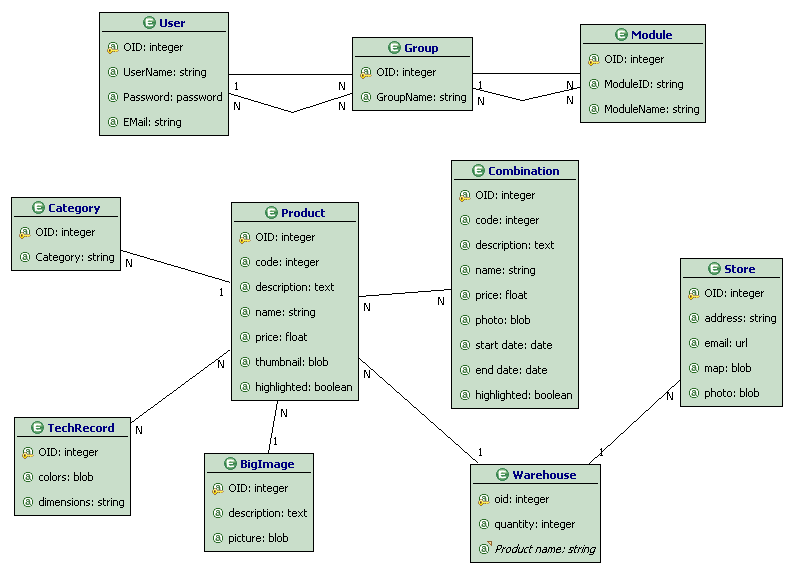 User
OID: integer
UserName: string
Password: password
EMail: string
1
N
N
N
Group
OID: integer
GroupName: string
1
N
N
N
Module
OID: integer
ModuleID: string
ModuleName: string
Category
OID: integer
Category: string
N
1
Product
OID: integer
code: integer
description: text
name: string
price: float
thumbnail: blob
highlighted: boolean
N
N
Combination
OID: integer
code: integer
description: text
name: string
price: float
photo: blob
start date: date
end date: date
highlighted: boolean
Store
OID: integer
address: string
email: url
map: blob
photo: blob
N
1
N
N
TechRecord
OID: integer
colors: blob
dimensions: string
N
1
BigImage
OID: integer
description: text
picture: blob
N
1
Warehouse
oid: integer
quantity: integer
Product name: string